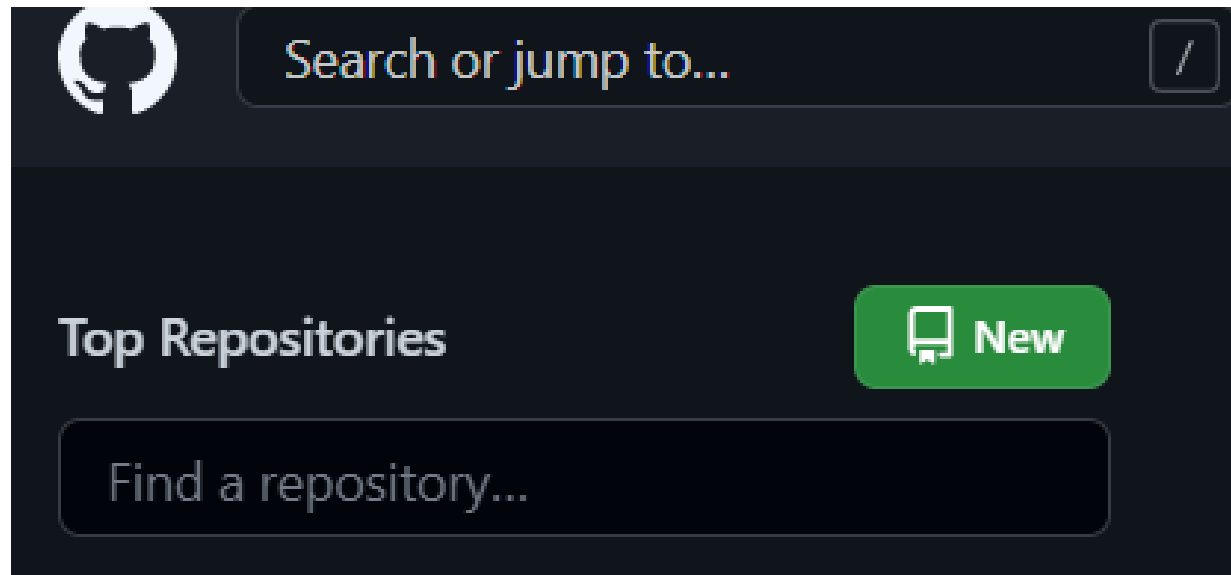 Search or jump to...
/
Top Repositories
New
Find a repository...